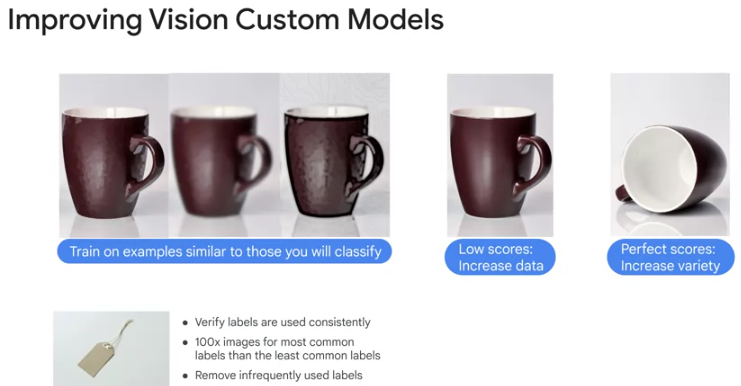 Improving Vision Custom Models
Train on examples similar to those you will classify
Low scores:
Increase data
Perfect scores:
Increase variety
• Verify labels are used consistently
• 100x images for most common
labels than the least common labels
• Remove infrequently used labels